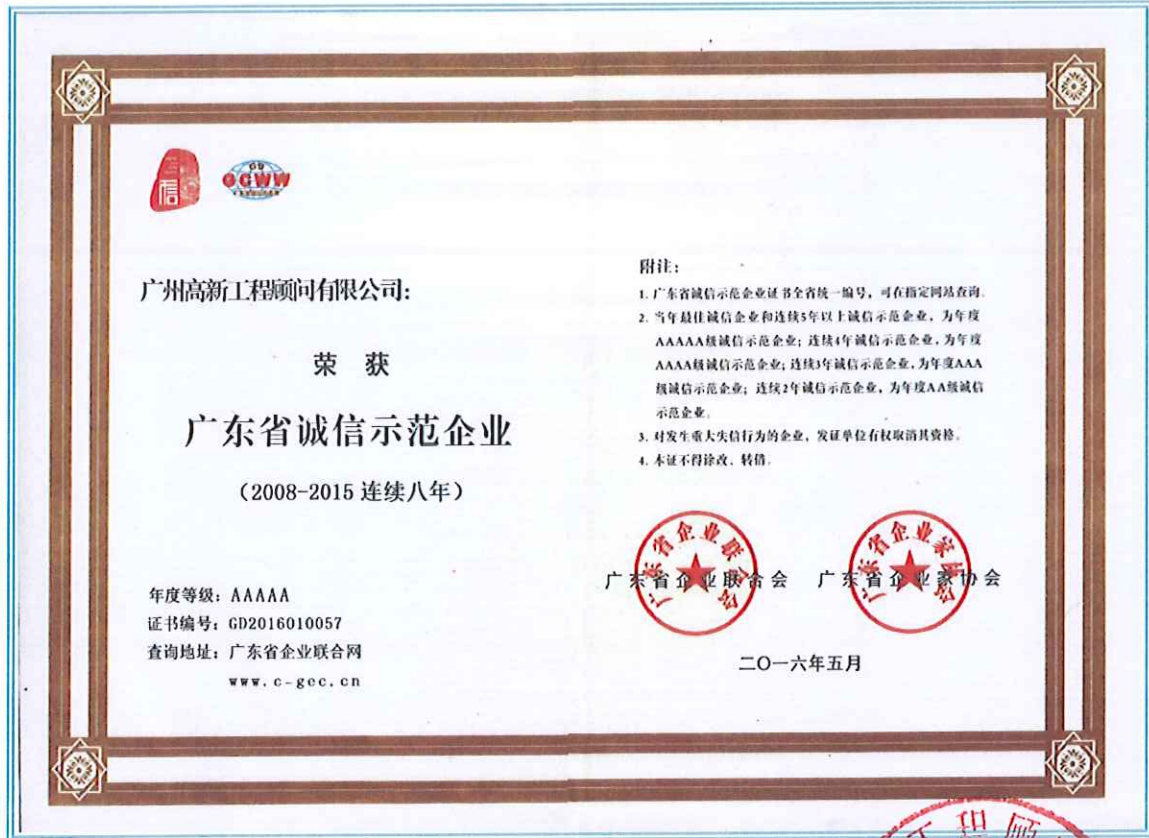 信
GD
GCWW
广州高新工程顾问有限公司:
荣 获
广东省诚信示范企业
(2008-2015 连续八年)
年度等级: AAAAA
证书编号: GD2016010057
查询地址: 广东省企业联合网
www.c-gec.cn
附注:
1. 广东省诚信示范企业证书全省统一编号, 可在指定网站查询.
2. 当年最佳诚信企业和连续5年以上诚信示范企业, 为年度
AAAAA级诚信示范企业; 连续4年诚信示范企业, 为年度
AAAA级诚信示范企业; 连续3年诚信示范企业, 为年度AAA
级诚信示范企业; 连续2年诚信示范企业, 为年度AA级诚信
示范企业.
3. 对发生重大失信行为的企业, 发证单位有权取消其资格.
4. 本证不得涂改、转借.
广东省企业联合会
广东省企业家协会
广东省企业联合会 广东省企业家协会
二〇一六年五月
工程顾